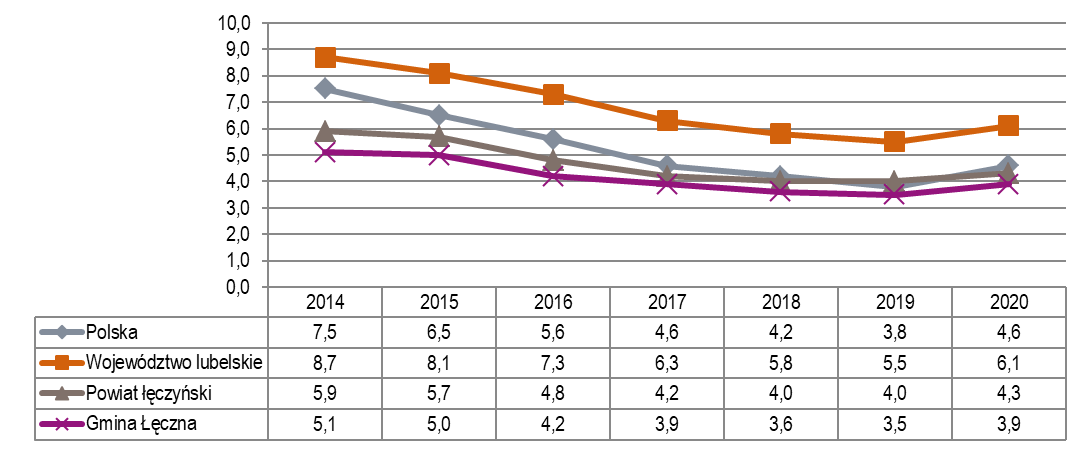 10,0
9,0
8,0
7,0
6,0
5,0
4,0
3,0
2,0
1,0
0,0
2014 2015 2016 2017 2018 2019 2020
Polska 7,5 6,5 5,6 4,6 4,2 3,8 4,6
Województwo lubelskie 8,7 8,1 7,3 6,3 5,8 5,5 6,1
Powiat łęczyński 5,9 5,7 4,8 4,2 4,0 4,0 4,3
Gmina Łęczna 5,1 5,0 4,2 3,9 3,6 3,5 3,9